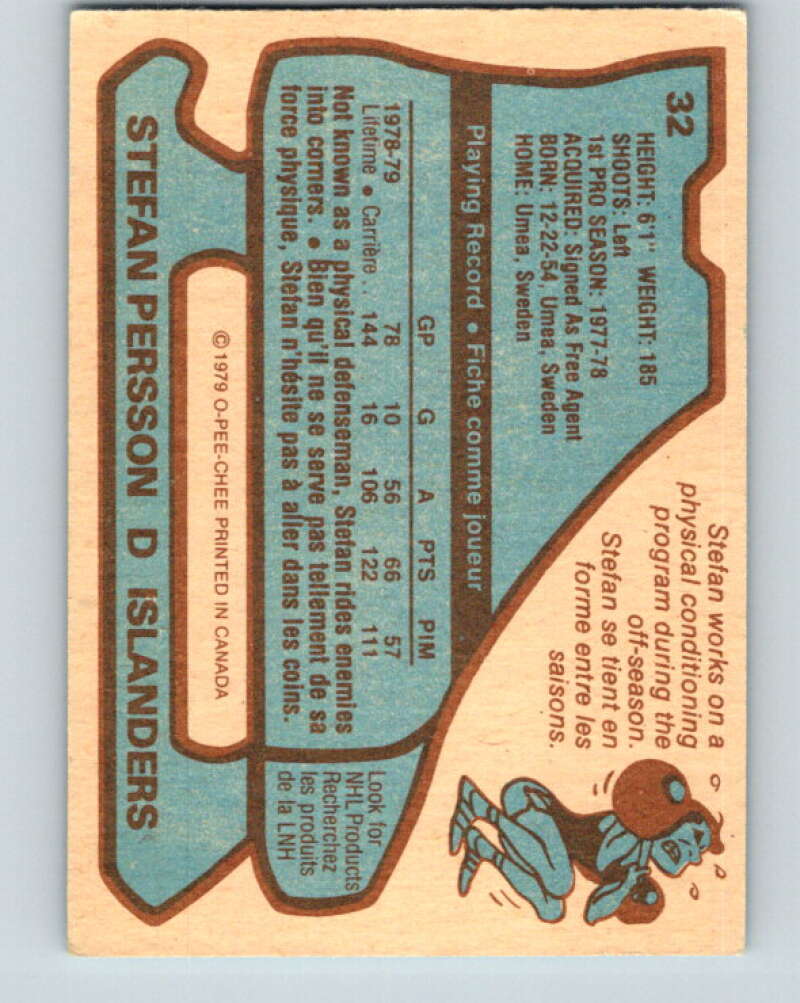 32
HEIGHT: 6'1" WEIGHT: 185
SHOOTS: Left
1st PRO SEASON: 1977-78
ACQUIRED: Signed As Free Agent
BORN: 12-22-54, Umea, Sweden
HOME: Umea, Sweden
Stefan works on a
physical conditioning
program during the
off-season.
Stefan se tient en
forme entre les
saisons.
Playing Record • Fiche comme joueur
GP G A PTS PIM
1978-79 78 10 56 66 57
Lifetime • Carrière . . 144 16 106 122 111
Not known as a physical defenseman, Stefan rides enemies
into corners. • Bien qu'il ne se serve pas tellement de sa
force physique, Stefan n'hésite pas à aller dans les coins.
Look for
NHL Products
Recherchez
les produits
de la LNH
© 1979 O-PEE-CHEE PRINTED IN CANADA
STEFAN PERSSON D ISLANDERS